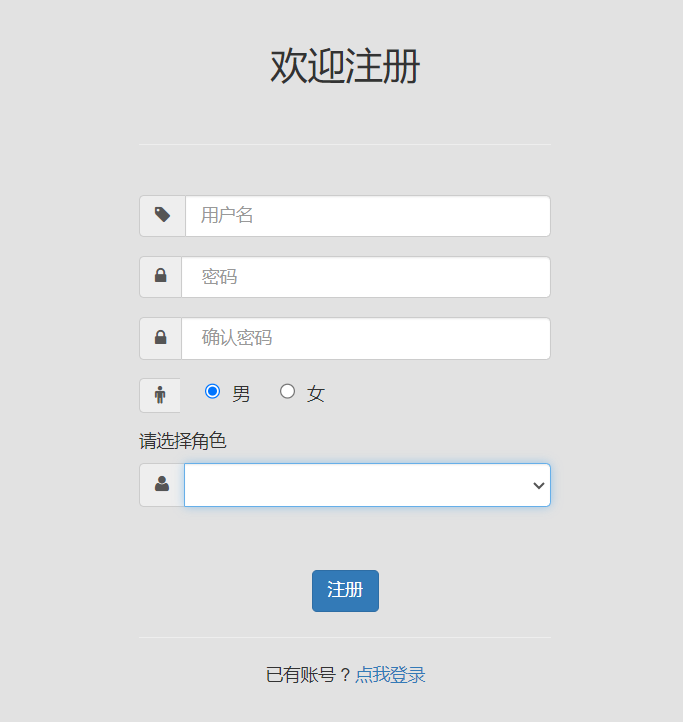 欢迎注册
用户名
密码
确认密码
男 女
请选择角色
注册
已有账号？点我登录